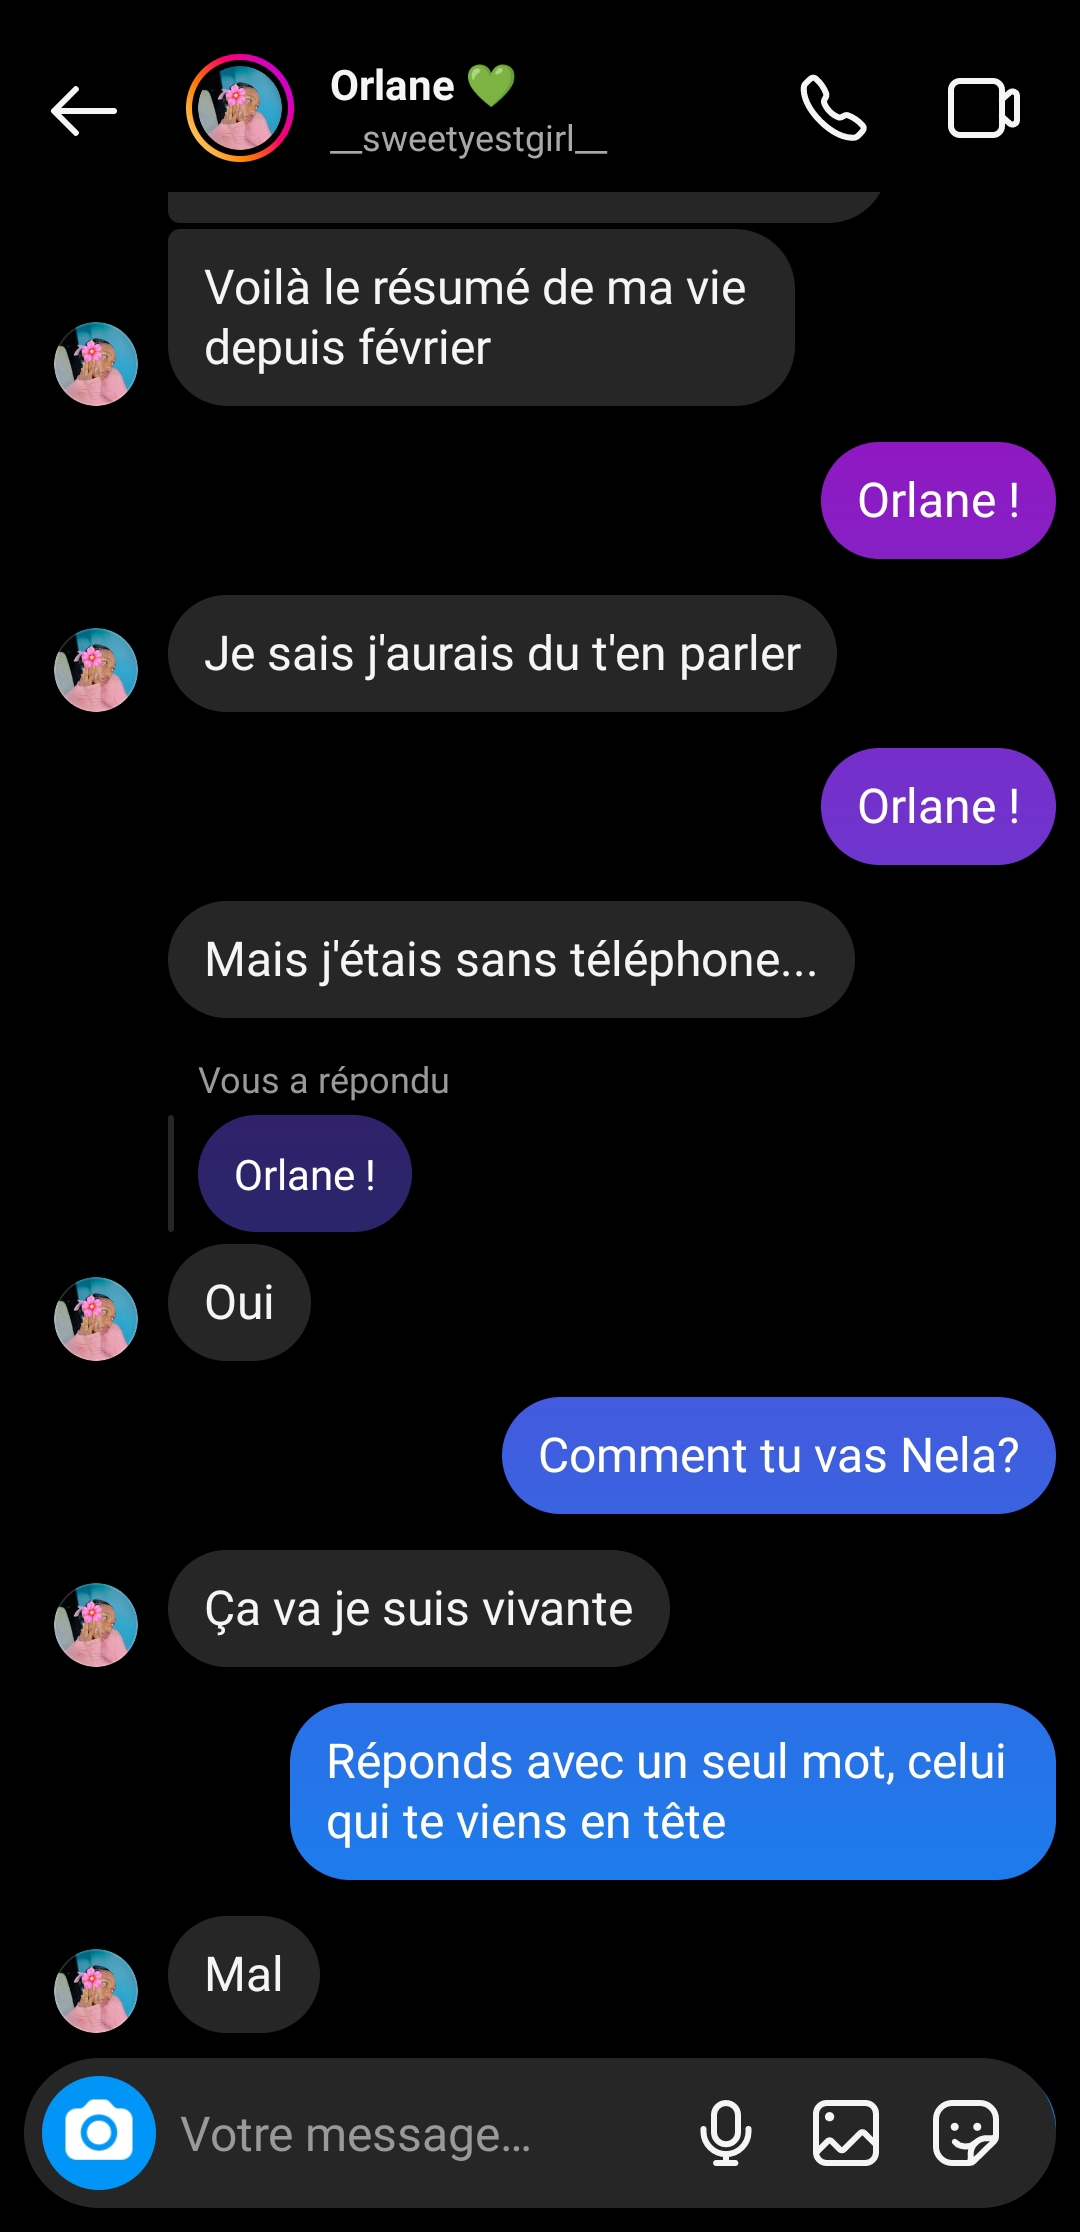 Orlane 💚
__sweetyestgirl__
Voilà le résumé de ma vie
depuis février
Orlane !
Je sais j'aurais du t'en parler
Orlane !
Mais j'étais sans téléphone...
Vous a répondu
Orlane !
Oui
Comment tu vas Nela?
Ça va je suis vivante
Réponds avec un seul mot, celui
qui te viens en tête
Mal
Votre message...